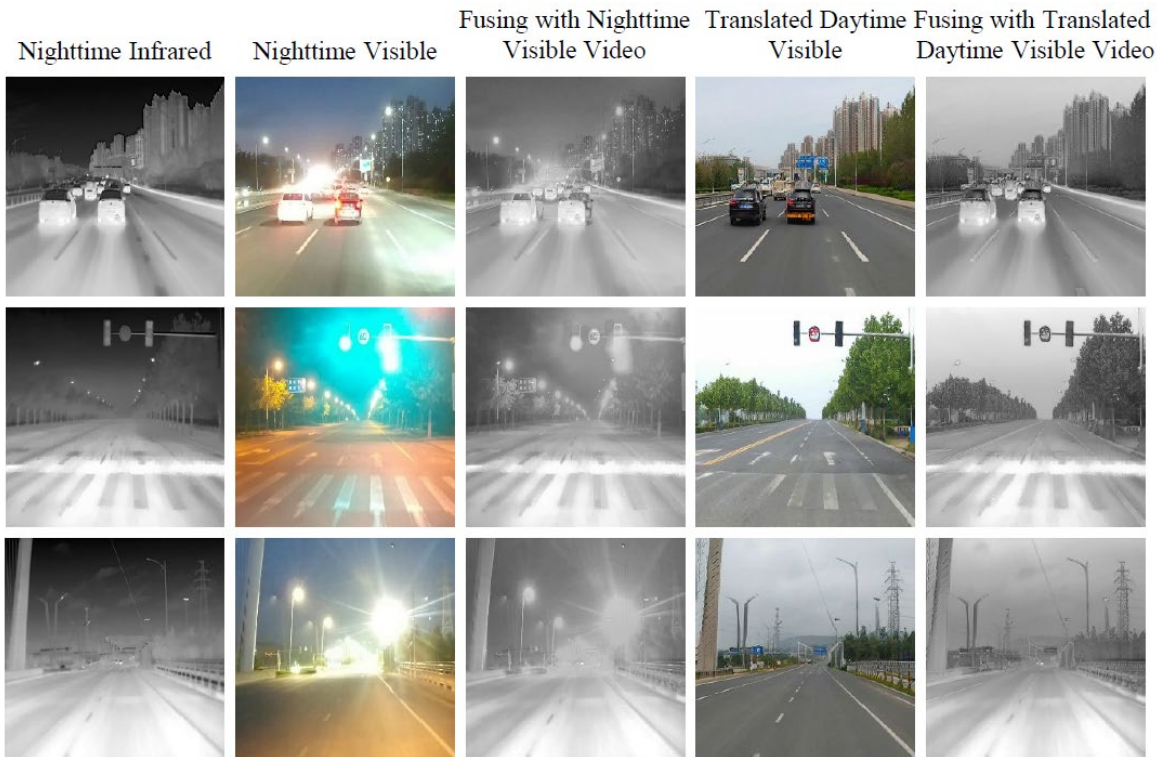 Nighttime Infrared
Nighttime Visible
Fusing with Nighttime
Visible Video
Translated Daytime
Visible
Fusing with Translated
Daytime Visible Video